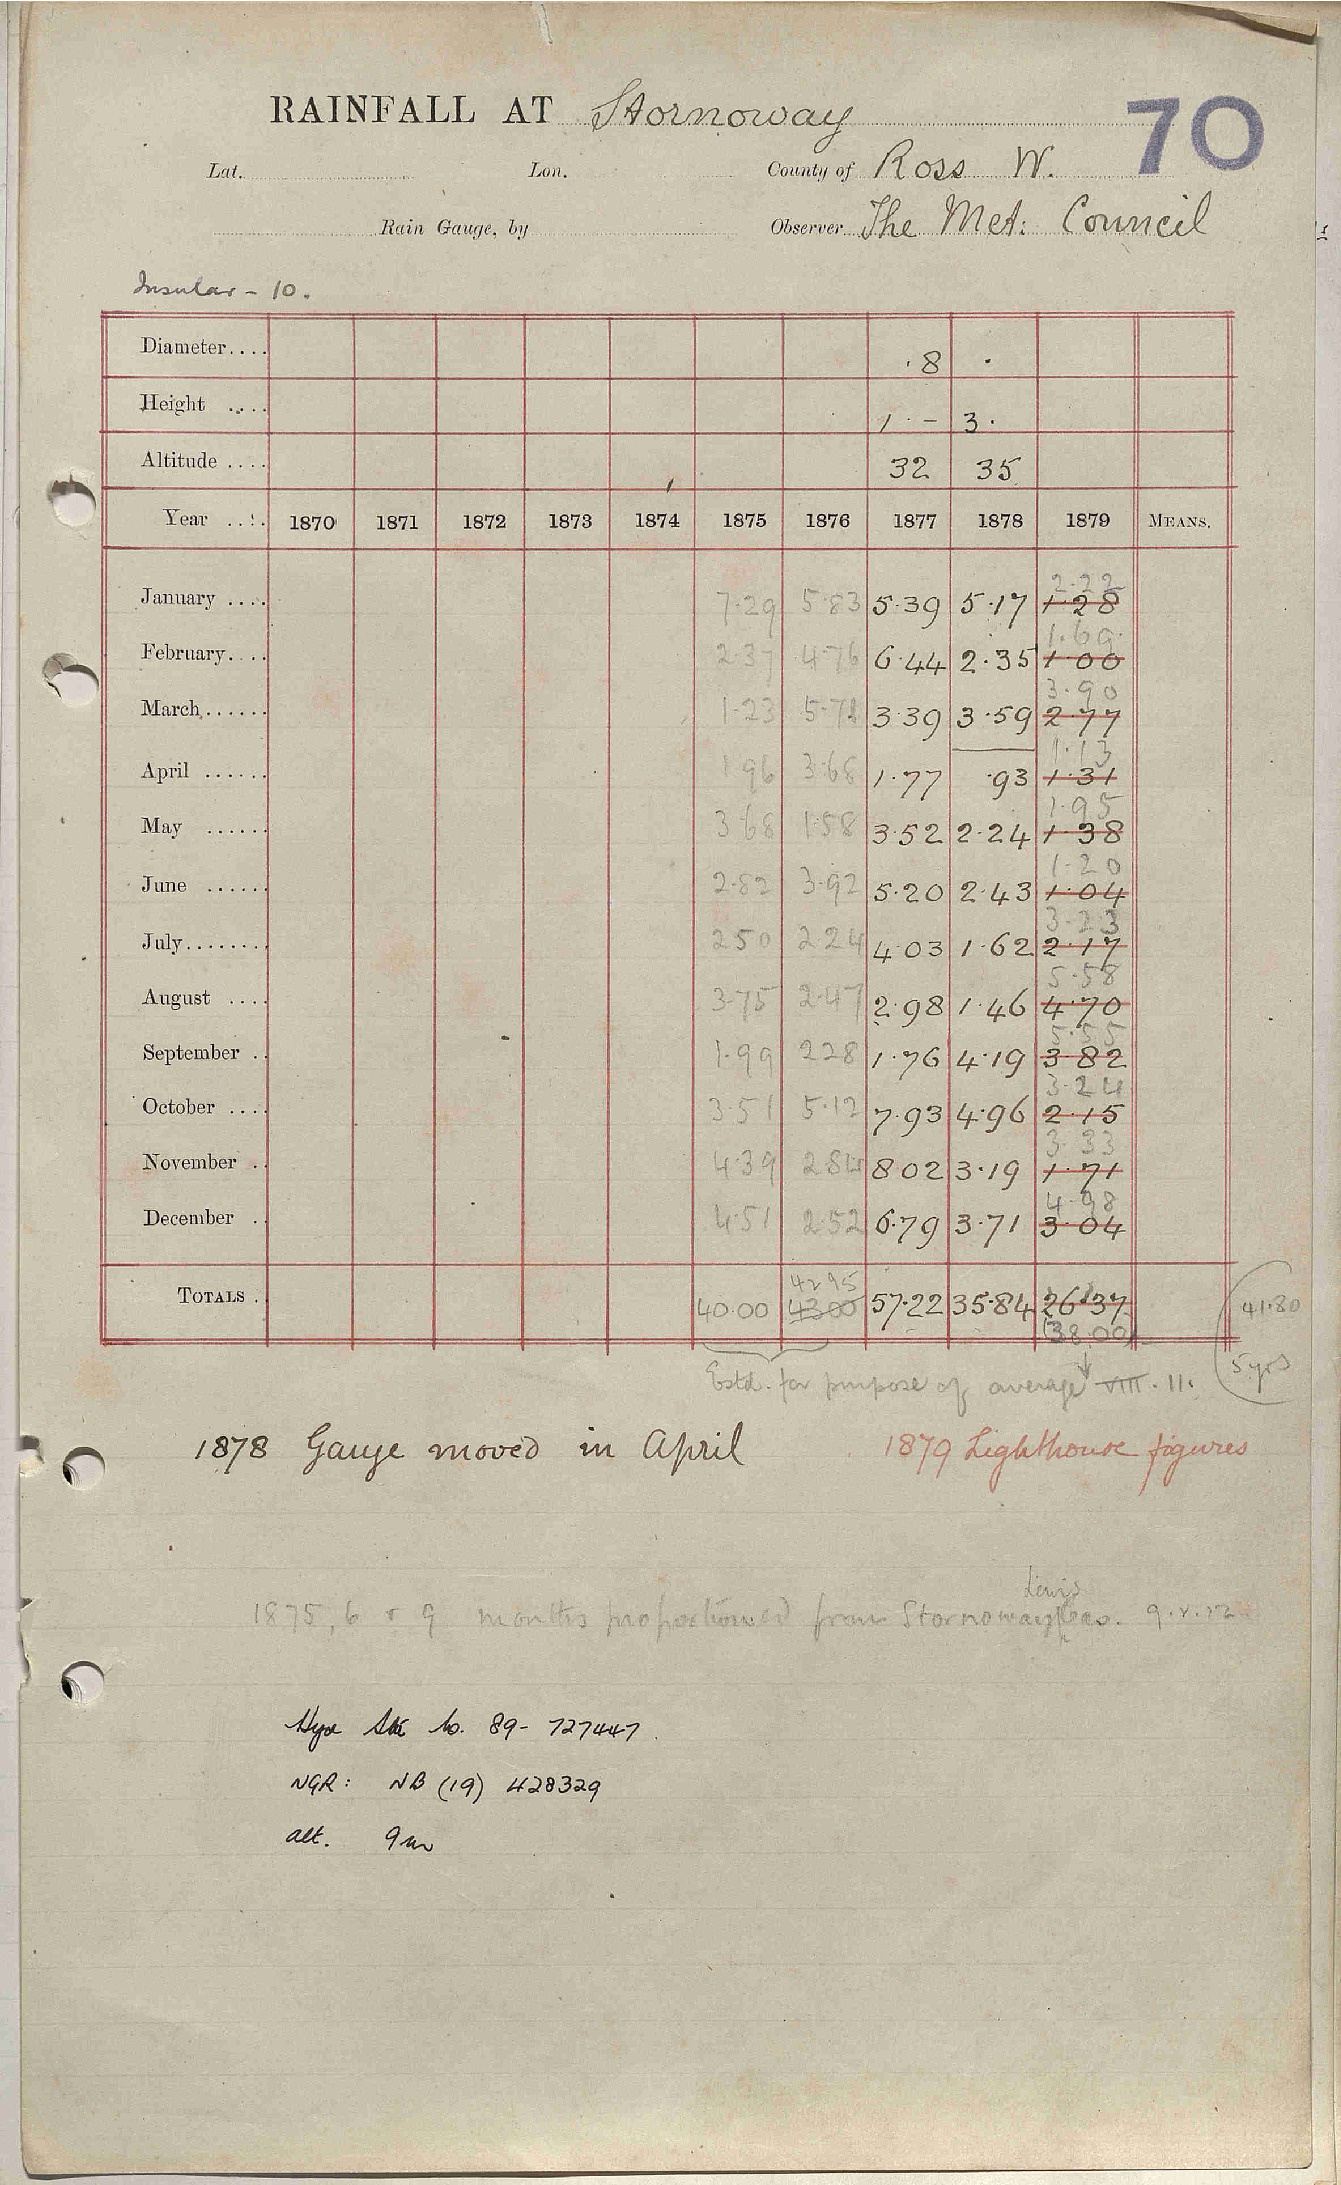 RAINFALL AT Stornoway 70
Lat. Lon. County of Ross W.
Rain Gauge, by Observer The Met: Council
Insular - 10.
Diameter.... .8 .
Height .... 1 - 3.
Altitude .... 32 35
Year .... 1870 1871 1872 1873 1874 1875 1876 1877 1878 1879 MEANS.
2.22
January .... 7.29 5.83 5.39 5.17 1.28
1.69
February.... 2.37 4.76 6.44 2.35 1.00
3.90
March...... 1.23 5.71 3.39 3.59 2.77
1.13
April ...... 1.96 3.68 1.77 .93 1.31
1.95
May ...... 3.68 1.58 3.52 2.24 1.38
1.20
June ...... 2.82 3.92 5.20 2.43 1.04
3.23
July........ 2.50 2.24 4.03 1.62 2.17
5.58
August .... 3.75 2.47 2.98 1.46 4.70
5.55
September .. 1.99 2.28 1.76 4.19 3.82
3.24
October .... 3.51 5.12 7.93 4.96 2.15
3.33
November .. 4.39 2.84 8.02 3.19 1.71
4.98
December .. 4.51 2.52 6.79 3.71 3.04
42.95
TOTALS . 40.00 43.00 57.22 35.84 26.37 41.80
(38.00)
5 yrs
Estd. for purpose of average VIII. 11.
1878 Gauge moved in April 1879 Lighthouse figures
Lewis
1875, 6 & 9 months proportioned from Stornoway 9.v.12
No. 89- 727447
NGR: NB (19) 428329
alt. 9m